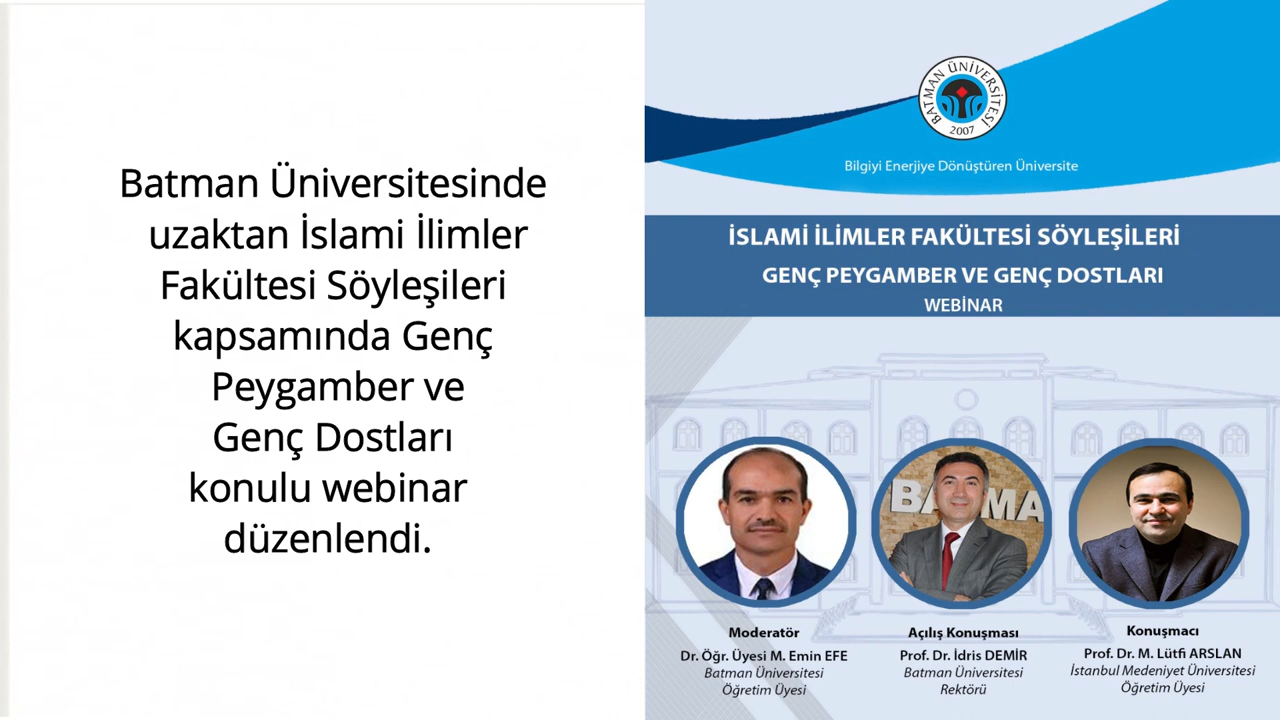 Batman Üniversitesinde
uzaktan İslami İlimler
Fakültesi Söyleşileri
kapsamında Genç
Peygamber ve
Genç Dostları
konulu webinar
düzenlendi.
BATMAN ÜNİVERSİTESİ
2007
Bilgiyi Enerjiye Dönüştüren Üniversite
İSLAMİ İLİMLER FAKÜLTESİ SÖYLEŞİLERİ
GENÇ PEYGAMBER VE GENÇ DOSTLARI
WEBINAR
BATMA
Moderatör
Dr. Öğr. Üyesi M. Emin EFE
Batman Üniversitesi
Öğretim Üyesi
Açılış Konuşması
Prof. Dr. İdris DEMİR
Batman Üniversitesi
Rektörü
Konuşmacı
Prof. Dr. M. Lütfi ARSLAN
İstanbul Medeniyet Üniversitesi
Öğretim Üyesi